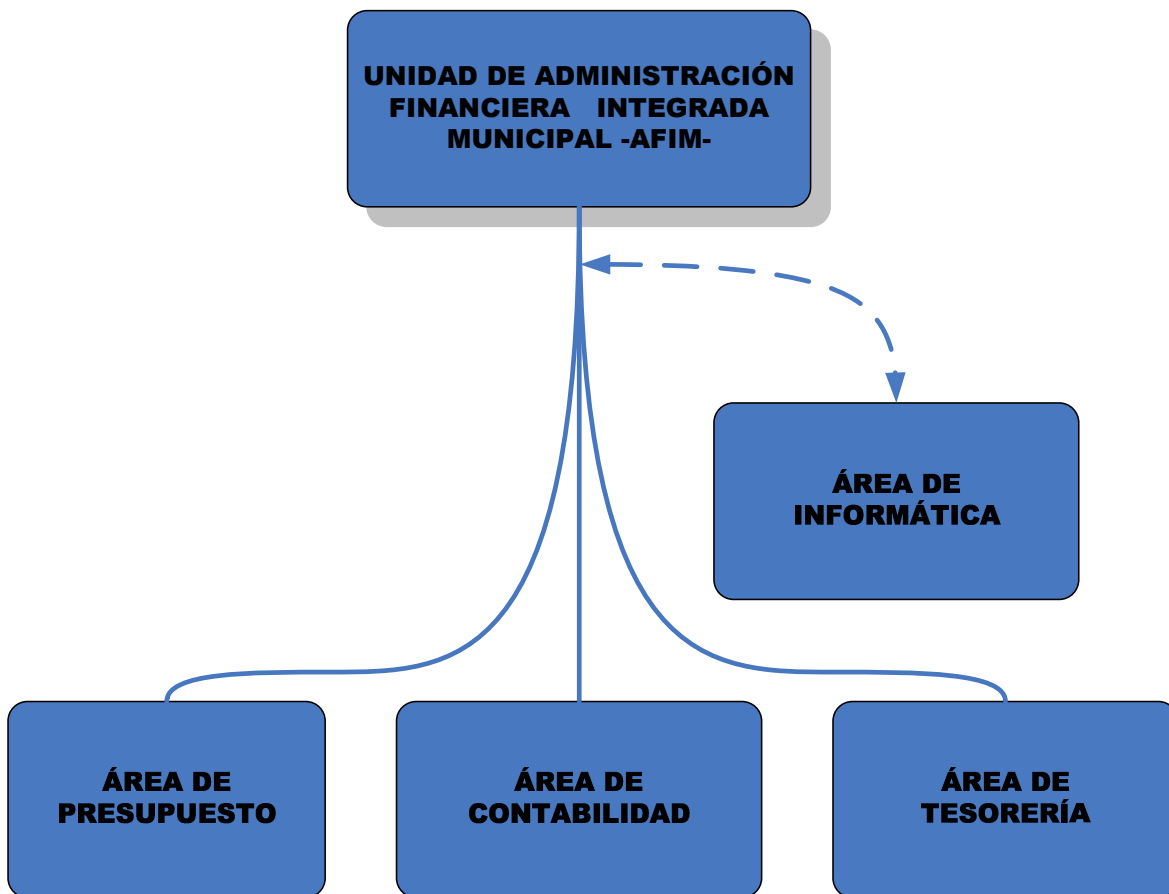 UNIDAD DE ADMINISTRACIÓN
FINANCIERA INTEGRADA
MUNICIPAL -AFIM-
ÁREA DE
INFORMÁTICA
ÁREA DE
PRESUPUESTO
ÁREA DE
CONTABILIDAD
ÁREA DE
TESORERÍA